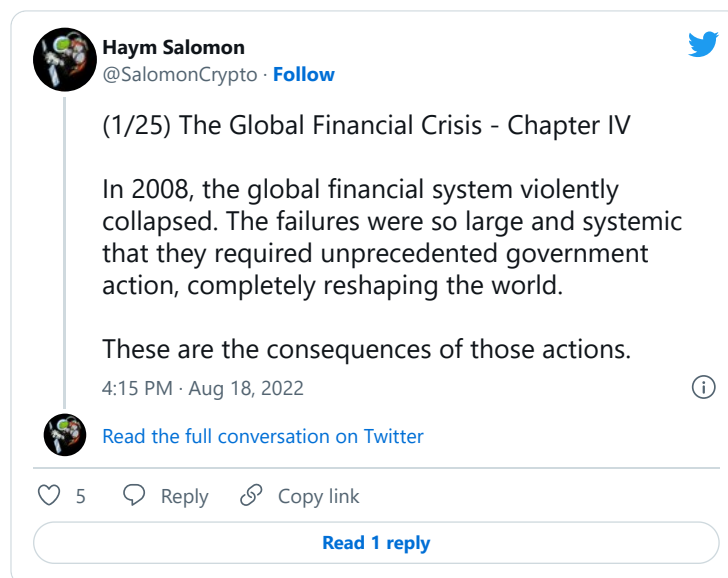 Haym Salomon
@SalomonCrypto · Follow
(1/25) The Global Financial Crisis - Chapter IV
In 2008, the global financial system violently
collapsed. The failures were so large and systemic
that they required unprecedented government
action, completely reshaping the world.
These are the consequences of those actions.
4:15 PM · Aug 18, 2022
Read the full conversation on Twitter
5 Reply Copy link
Read 1 reply